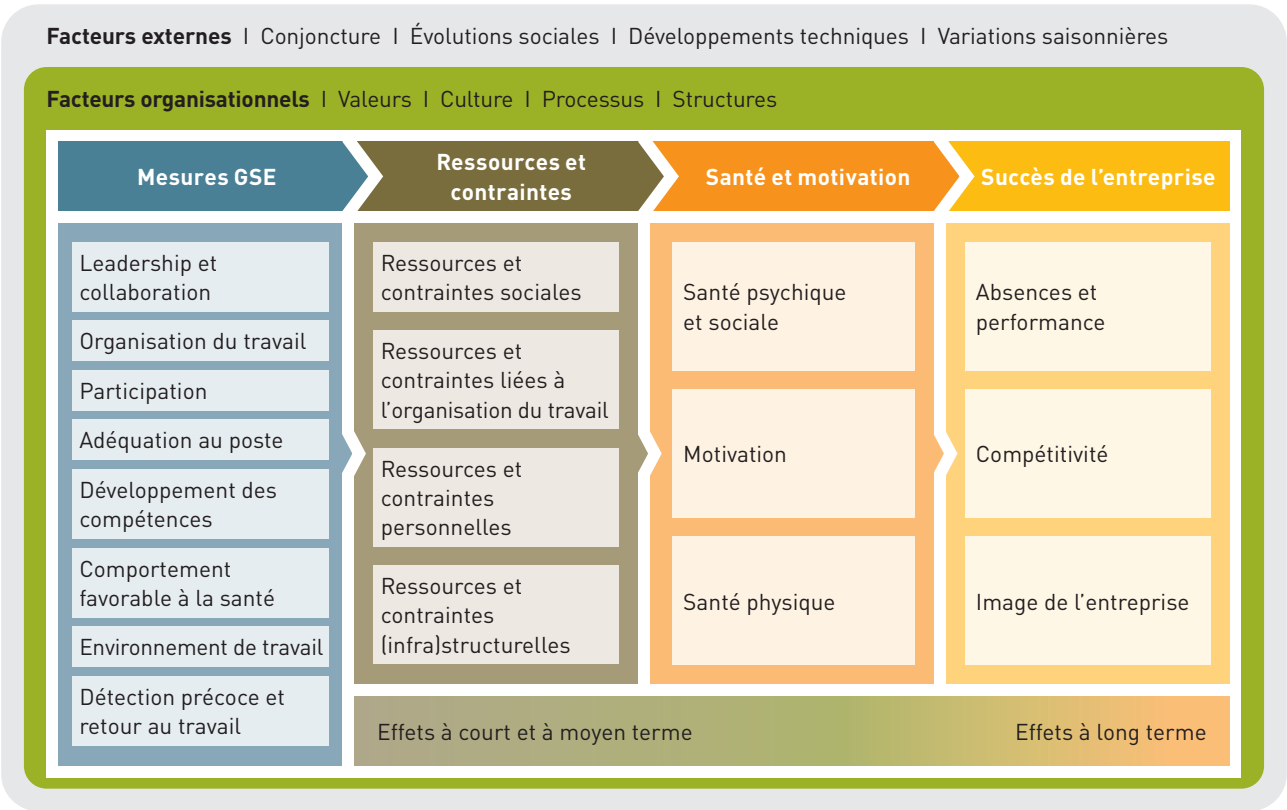 Facteurs externes I Conjoncture I Évolutions sociales I Développements techniques I Variations saisonnières
Facteurs organisationnels I Valeurs I Culture I Processus I Structures
Mesures GSE
Ressources et
contraintes
Santé et motivation
Succès de l'entreprise
Leadership et
collaboration
Organisation du travail
Participation
Adéquation au poste
Développement des
compétences
Comportement
favorable à la santé
Environnement de travail
Détection précoce et
retour au travail
Ressources et
contraintes sociales
Ressources et
contraintes liées à
l'organisation du travail
Ressources et
contraintes
personnelles
Ressources et
contraintes
(infra)structurelles
Santé psychique
et sociale
Motivation
Santé physique
Absences et
performance
Compétitivité
Image de l'entreprise
Effets à court et à moyen terme
Effets à long terme